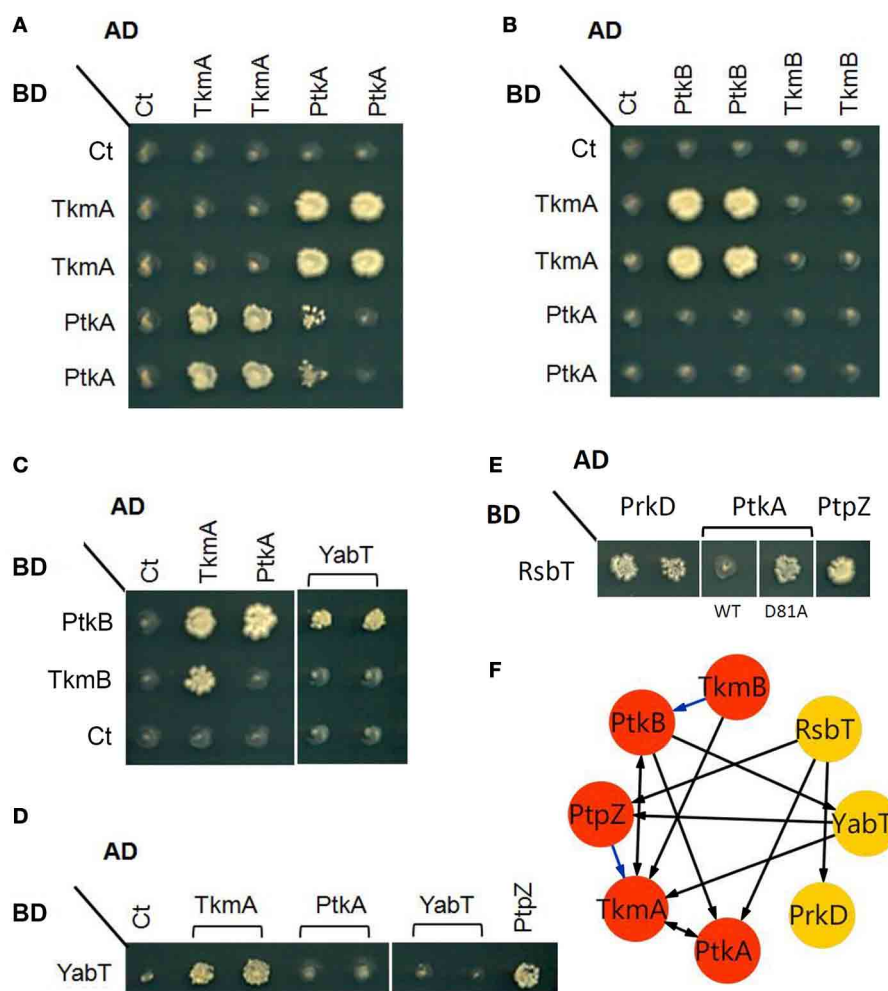 A
AD
BD
Ct
TkmA
TkmA
PtkA
PtkA
Ct
TkmA
TkmA
PtkA
PtkA
B
AD
BD
Ct
PtkB
PtkB
TkmB
TkmB
Ct
TkmA
TkmA
PtkA
PtkA
C
AD
BD
Ct
TkmA
PtkA
YabT
PtkB
TkmB
Ct
E
AD
BD
PrkD
PtkA
PtpZ
RsbT
WT
D81A
D
AD
BD
Ct
TkmA
PtkA
YabT
PtpZ
YabT
F
TkmB
PtkB
RsbT
PtpZ
YabT
TkmA
PrkD
PtkA